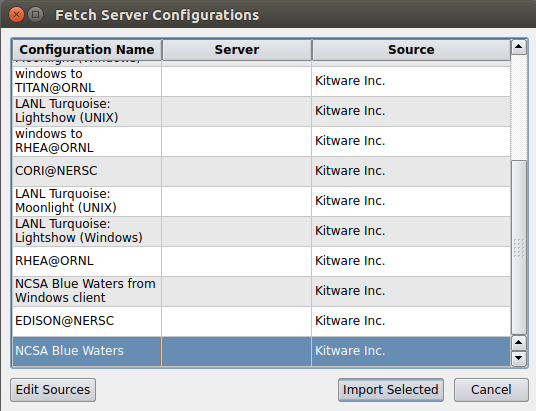 Fetch Server Configurations
Configuration Name Server Source
Moonlight (Windows)
windows to
TITAN@ORNL Kitware Inc.
LANL Turquoise:
Lightshow (UNIX) Kitware Inc.
windows to
RHEA@ORNL Kitware Inc.
CORI@NERSC Kitware Inc.
LANL Turquoise:
Moonlight (UNIX) Kitware Inc.
LANL Turquoise:
Lightshow (Windows) Kitware Inc.
RHEA@ORNL Kitware Inc.
NCSA Blue Waters from
Windows client Kitware Inc.
EDISON@NERSC Kitware Inc.
NCSA Blue Waters Kitware Inc.
Edit Sources Import Selected Cancel